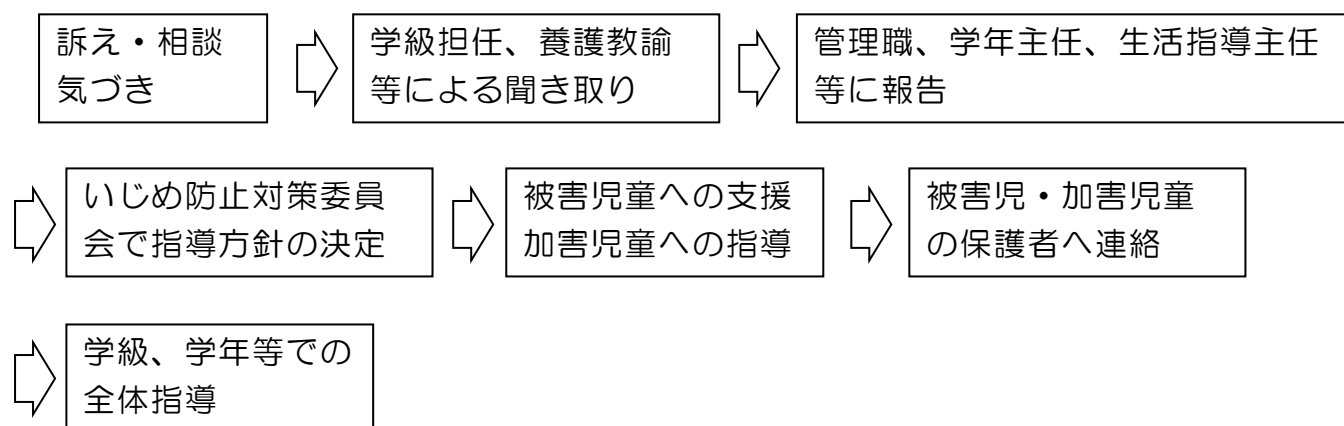 訴え・相談
気づき
学級担任、養護教諭
等による聞き取り
管理職、学年主任、生活指導主任
等に報告
いじめ防止対策委員
会で指導方針の決定
被害児童への支援
加害児童への指導
被害児・加害児童
の保護者へ連絡
学級、学年等での
全体指導